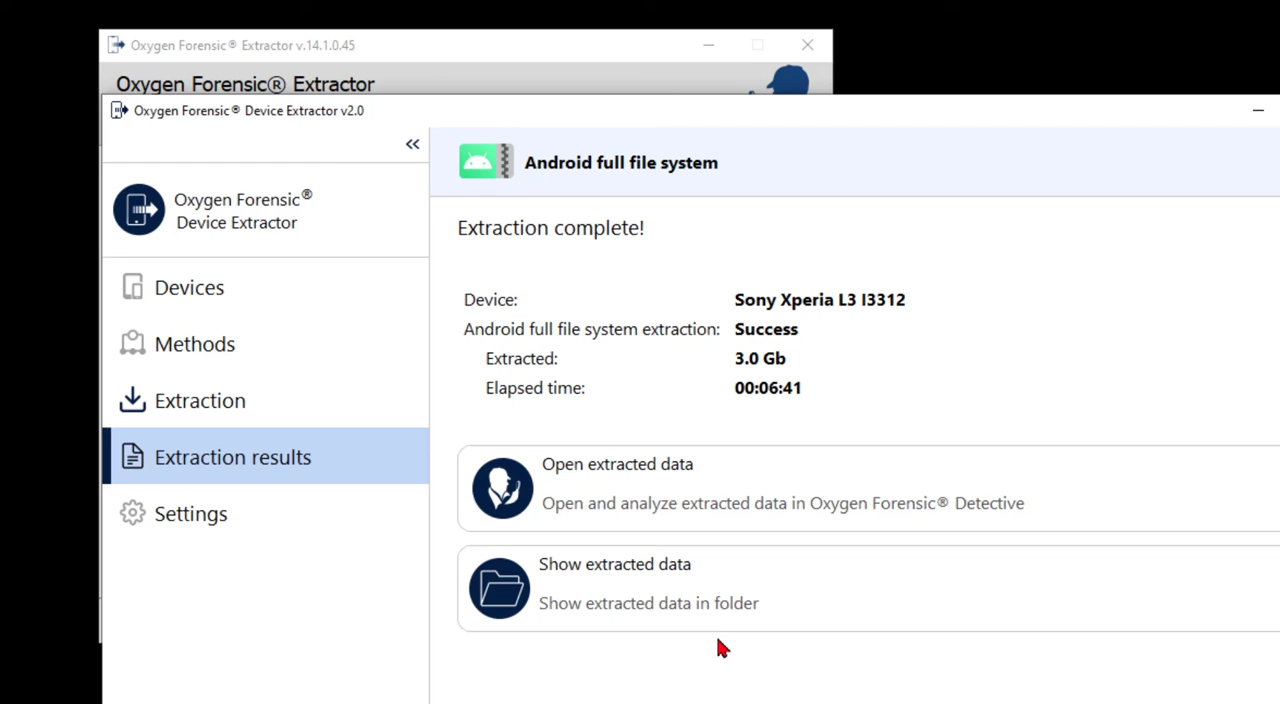 Oxygen Forensic® Extractor v.14.1.0.45
Oxygen Forensic® Extractor
Oxygen Forensic® Device Extractor v2.0
«
Oxygen Forensic®
Device Extractor
Devices
Methods
Extraction
Extraction results
Settings
Android full file system
Extraction complete!
Device: Sony Xperia L3 I3312
Android full file system extraction: Success
Extracted: 3.0 Gb
Elapsed time: 00:06:41
Open extracted data
Open and analyze extracted data in Oxygen Forensic® Detective
Show extracted data
Show extracted data in folder